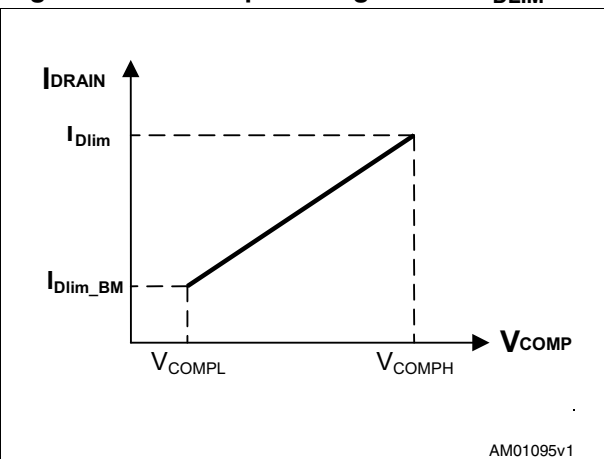 IDRAIN
IDlim
IDlim_BM
VCOMPL
VCOMPH
VCOMP
AM01095v1